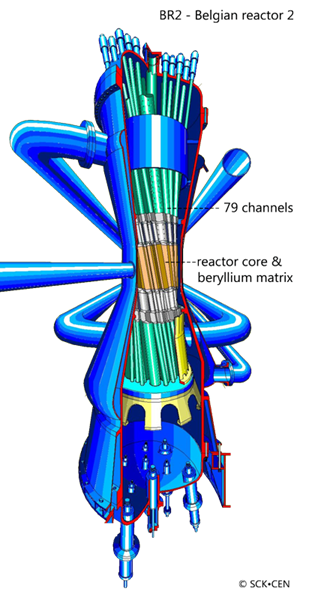 BR2 - Belgian reactor 2
79 channels
reactor core &
beryllium matrix
© SCK•CEN